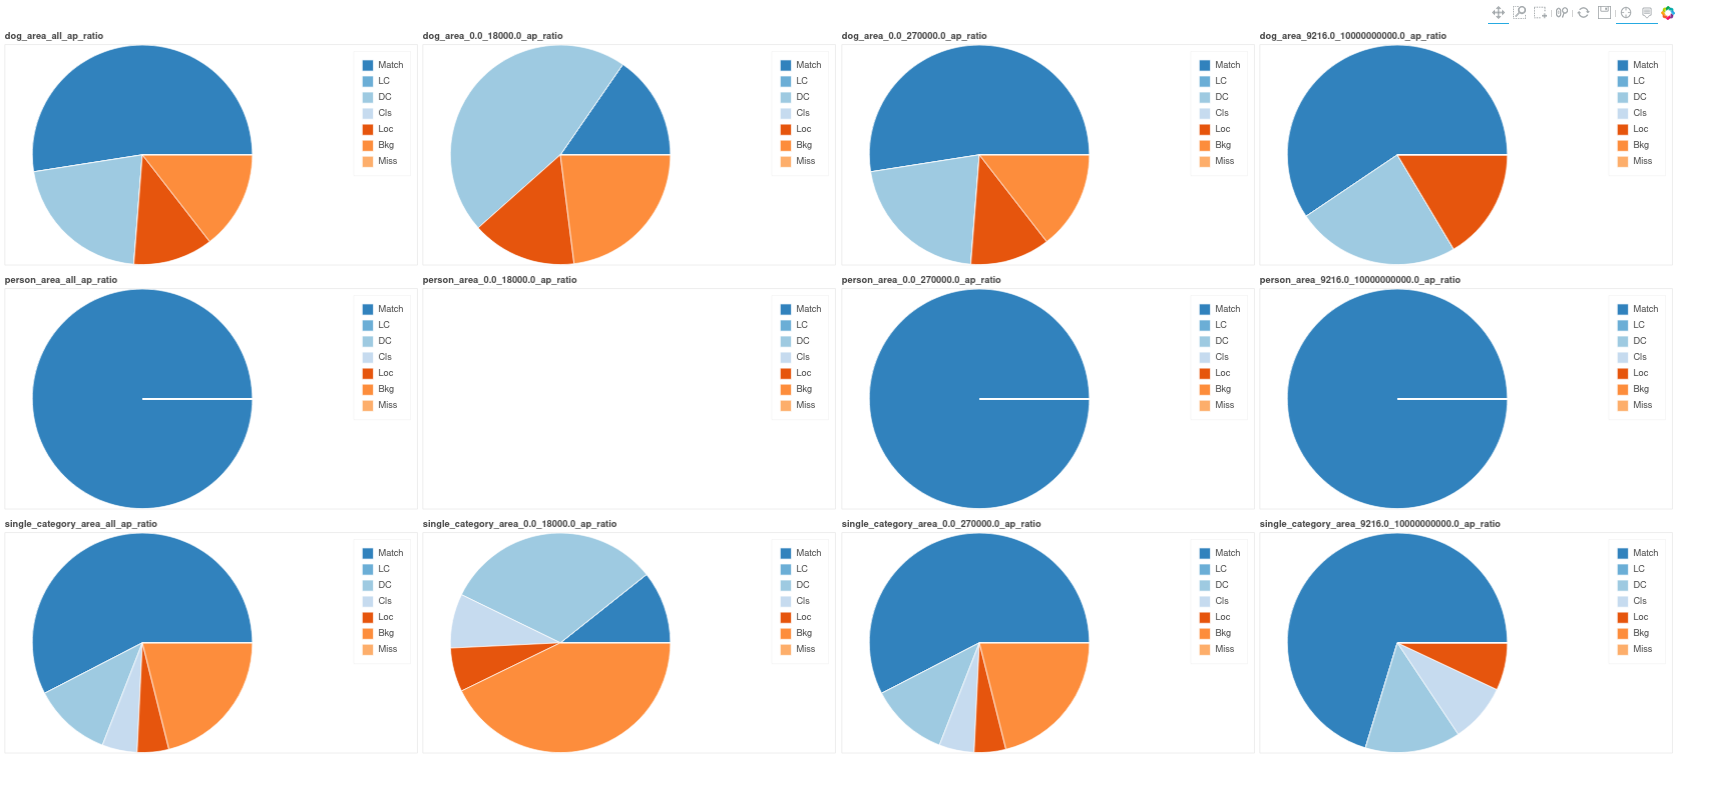 dog_area_all_ap_ratio
Match
LC
DC
Cls
Loc
Bkg
Miss
dog_area_0.0_18000.0_ap_ratio
Match
LC
DC
Cls
Loc
Bkg
Miss
dog_area_0.0_270000.0_ap_ratio
Match
LC
DC
Cls
Loc
Bkg
Miss
dog_area_9216.0_10000000000.0_ap_ratio
Match
LC
DC
Cls
Loc
Bkg
Miss
person_area_all_ap_ratio
Match
LC
DC
Cls
Loc
Bkg
Miss
person_area_0.0_18000.0_ap_ratio
Match
LC
DC
Cls
Loc
Bkg
Miss
person_area_0.0_270000.0_ap_ratio
Match
LC
DC
Cls
Loc
Bkg
Miss
person_area_9216.0_10000000000.0_ap_ratio
Match
LC
DC
Cls
Loc
Bkg
Miss
single_category_area_all_ap_ratio
Match
LC
DC
Cls
Loc
Bkg
Miss
single_category_area_0.0_18000.0_ap_ratio
Match
LC
DC
Cls
Loc
Bkg
Miss
single_category_area_0.0_270000.0_ap_ratio
Match
LC
DC
Cls
Loc
Bkg
Miss
single_category_area_9216.0_10000000000.0_ap_ratio
Match
LC
DC
Cls
Loc
Bkg
Miss